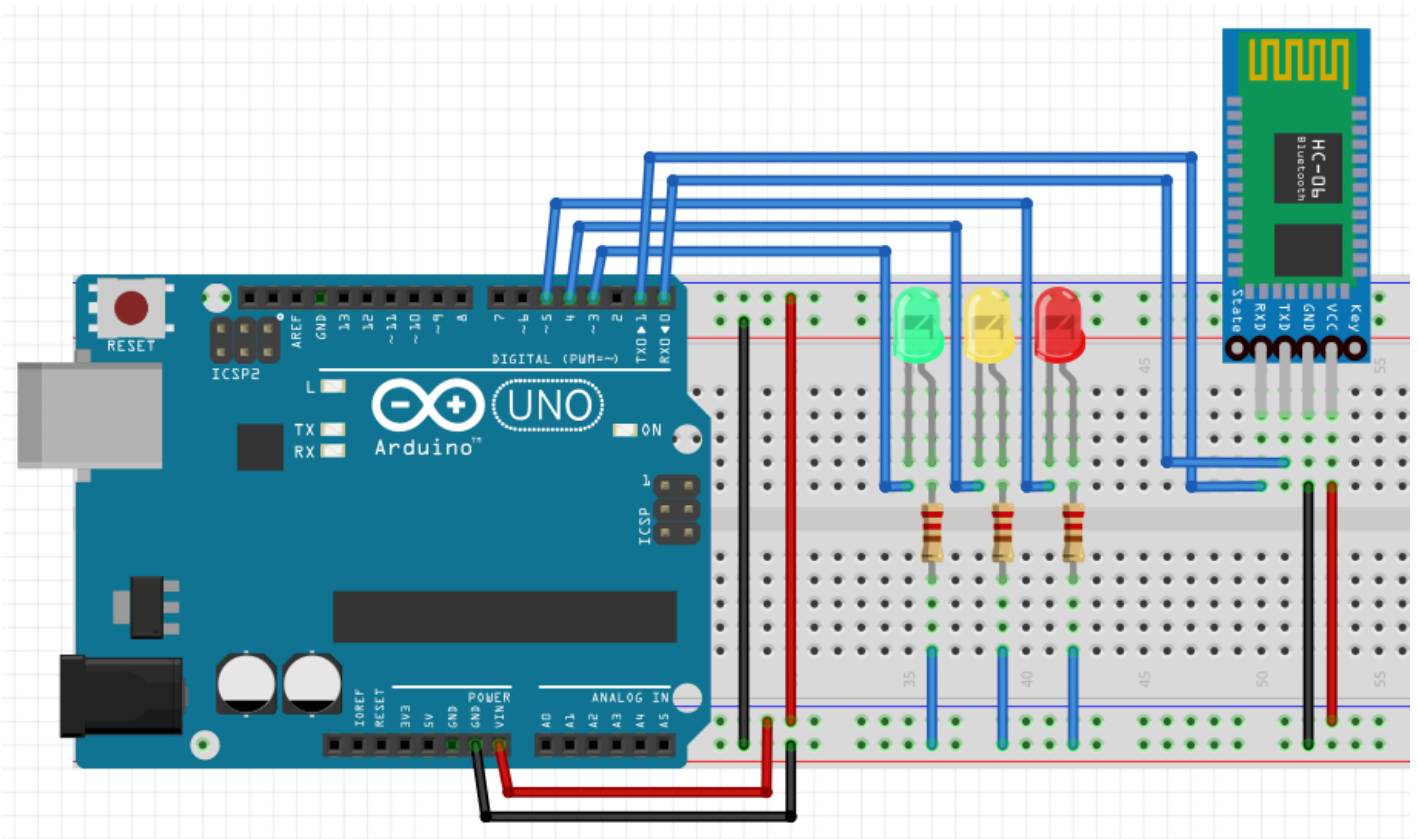 HC-06
Bluetooth
State
RXD
TXD
GND
VCC
Key
RESET
ICSP2
AREF
GND
13
12
~11
~10
~9
8
7
~6
~5
4
~3
2
TX0▶1
RX0◀0
DIGITAL (PWM=~)
L
TX
RX
UNO
Arduino™
ON
1
ICSP
45
55
35
40
45
50
55
POWER
ANALOG IN
IOREF
RESET
3V3
5V
GND
GND
VIN
A0
A1
A2
A3
A4
A5